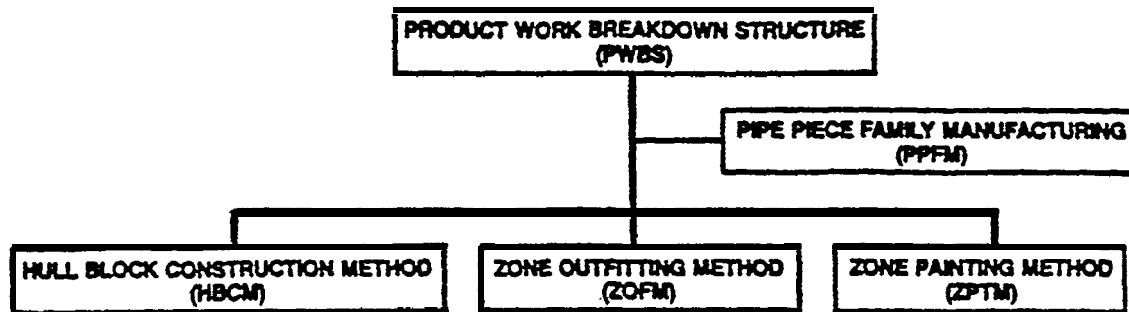 PRODUCT WORK BREAKDOWN STRUCTURE
(PWBS)
PIPE PIECE FAMILY MANUFACTURING
(PPFM)
HULL BLOCK CONSTRUCTION METHOD
(HBCM)
ZONE OUTFITTING METHOD
(ZOFM)
ZONE PAINTING METHOD
(ZPTM)